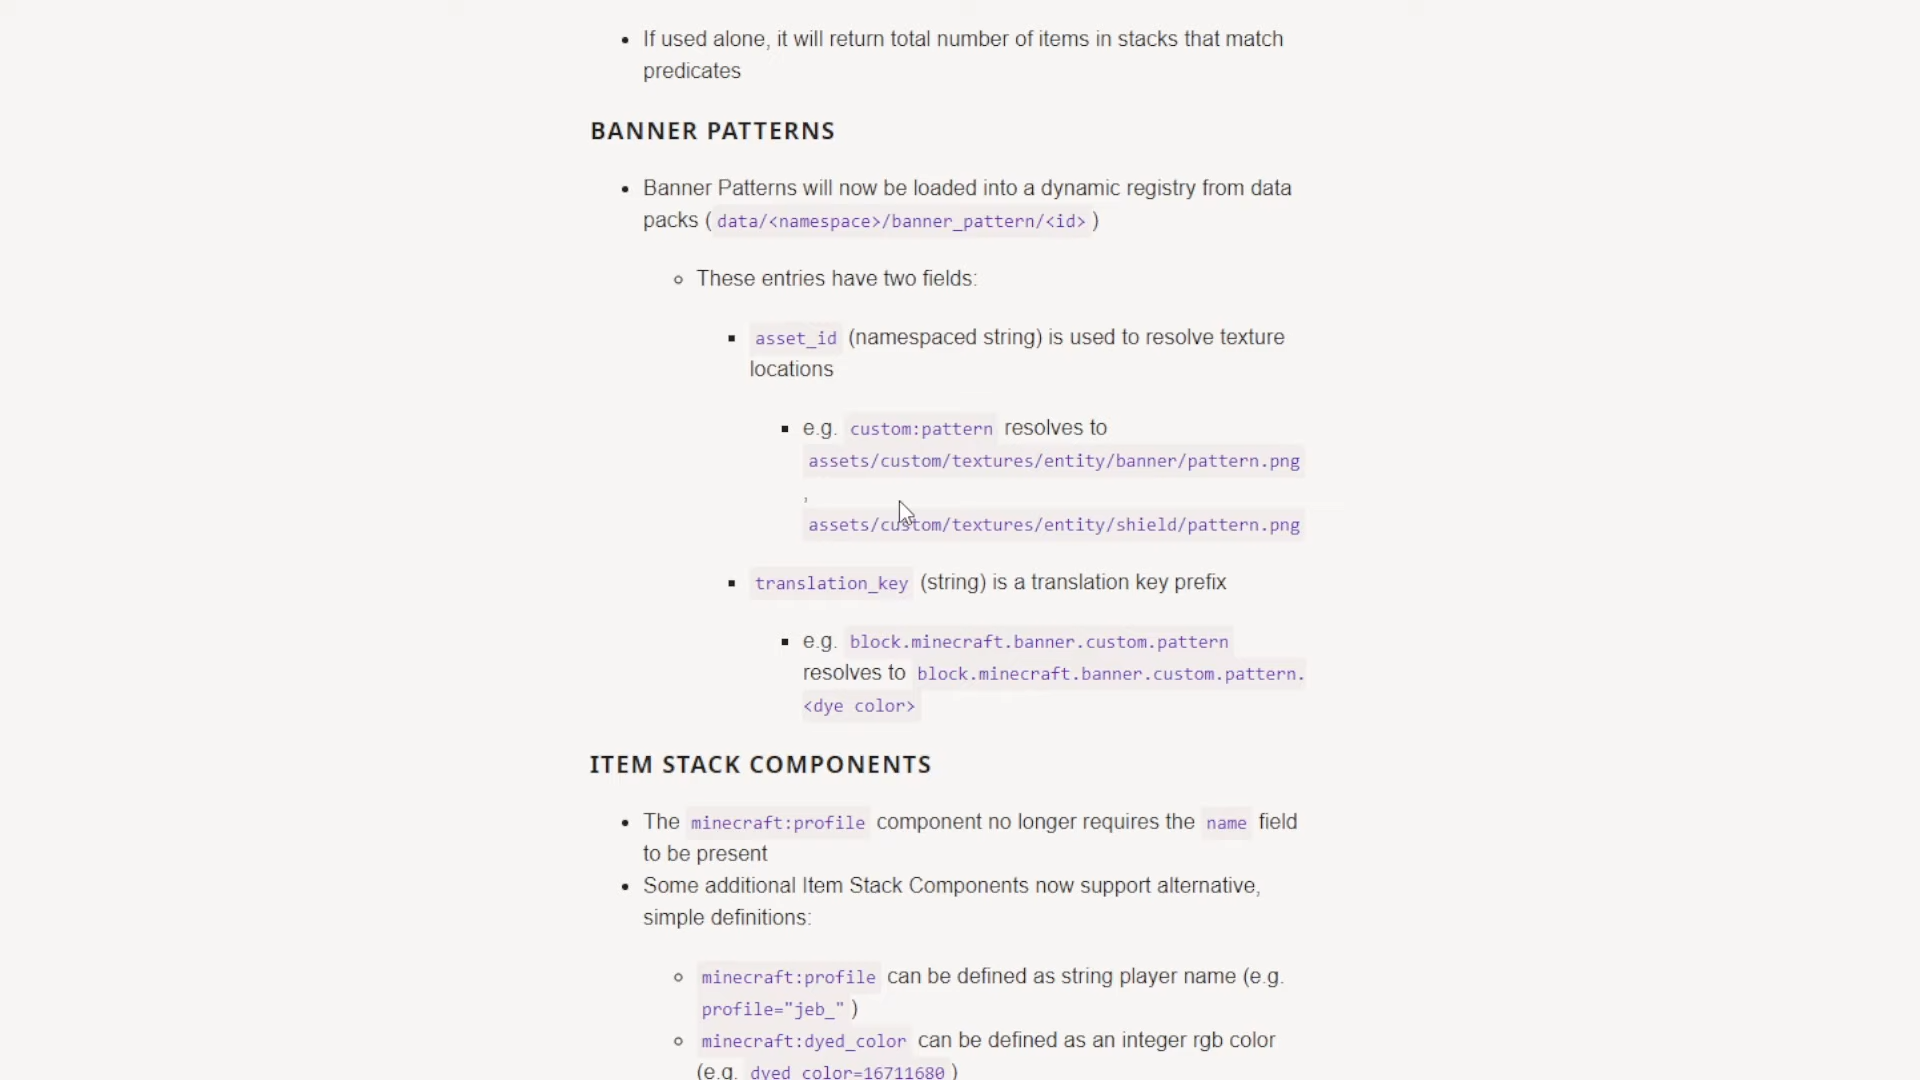 If used alone, it will return total number of items in stacks that match
predicates
BANNER PATTERNS
Banner Patterns will now be loaded into a dynamic registry from data
packs ( data/<namespace>/banner_pattern/<id> )
These entries have two fields:
asset_id (namespaced string) is used to resolve texture
locations
e.g. custom:pattern resolves to
assets/custom/textures/entity/banner/pattern.png
,
assets/custom/textures/entity/shield/pattern.png
translation_key (string) is a translation key prefix
e.g. block.minecraft.banner.custom.pattern
resolves to block.minecraft.banner.custom.pattern.
<dye color>
ITEM STACK COMPONENTS
The minecraft:profile component no longer requires the name field
to be present
Some additional Item Stack Components now support alternative,
simple definitions:
minecraft:profile can be defined as string player name (e.g.
profile="jeb_" )
minecraft:dyed_color can be defined as an integer rgb color
(e.g. dyed_color=16711680 )